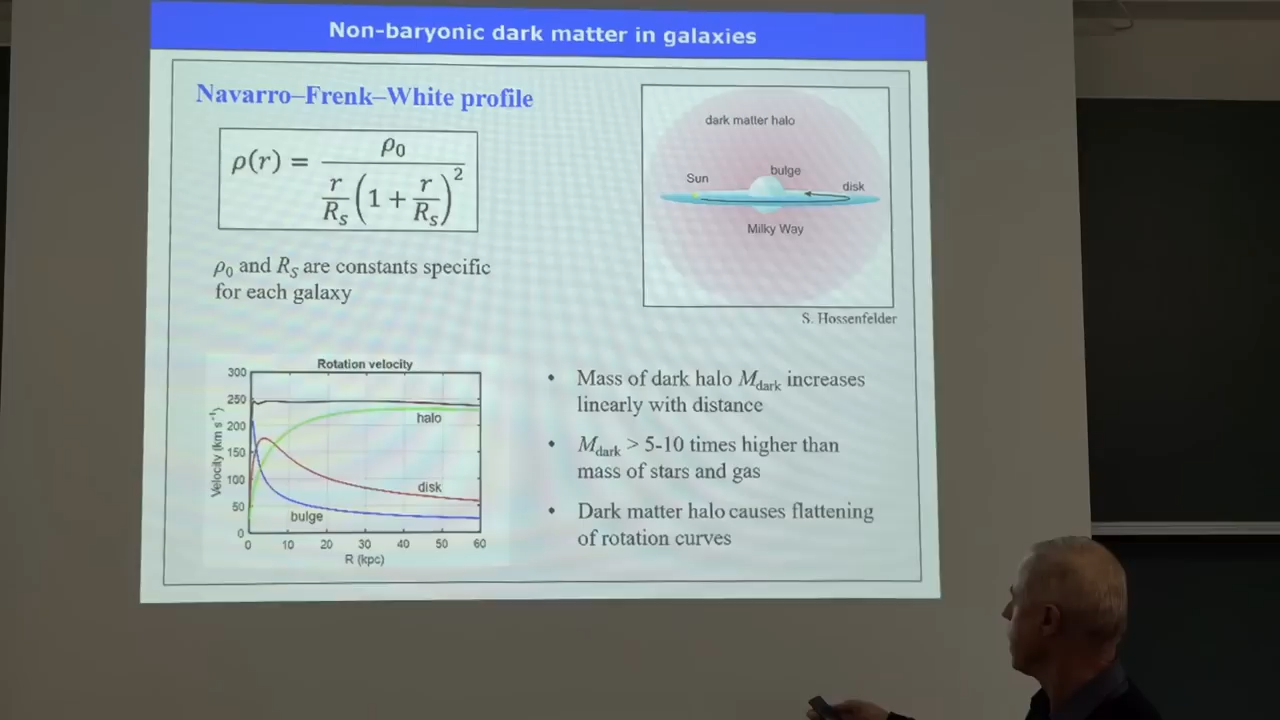 Non-baryonic dark matter in galaxies
Navarro–Frenk–White profile
ρ(r) = ρ₀ / (r/Rₛ (1 + r/Rₛ)²)
ρ₀ and R_S are constants specific
for each galaxy
dark matter halo
bulge
Sun
disk
Milky Way
S. Hossenfelder
Rotation velocity
Velocity (km s⁻¹)
300
250
200
150
100
50
0
halo
disk
bulge
0 10 20 30 40 50 60
R (kpc)
• Mass of dark halo M_dark increases
linearly with distance
• M_dark > 5-10 times higher than
mass of stars and gas
• Dark matter halo causes flattening
of rotation curves